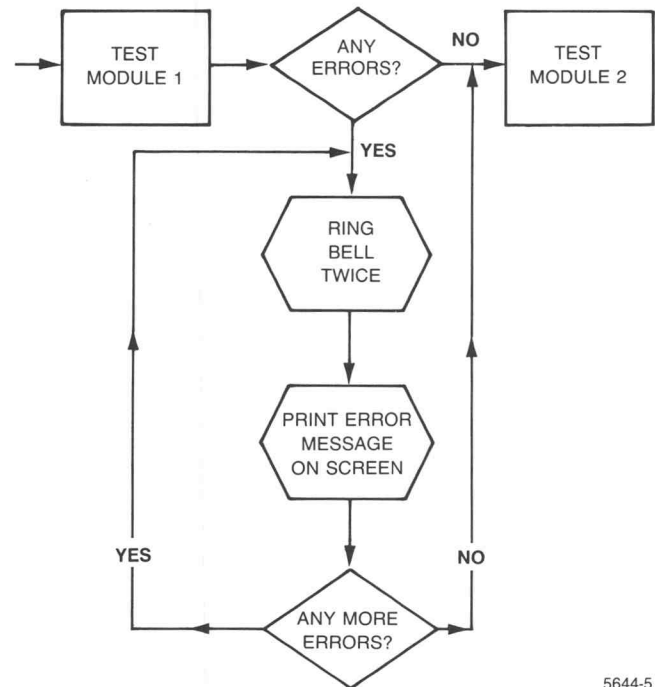 TEST
MODULE 1
ANY
ERRORS?
NO
TEST
MODULE 2
YES
RING
BELL
TWICE
PRINT ERROR
MESSAGE
ON SCREEN
YES
NO
ANY MORE
ERRORS?
5644-5